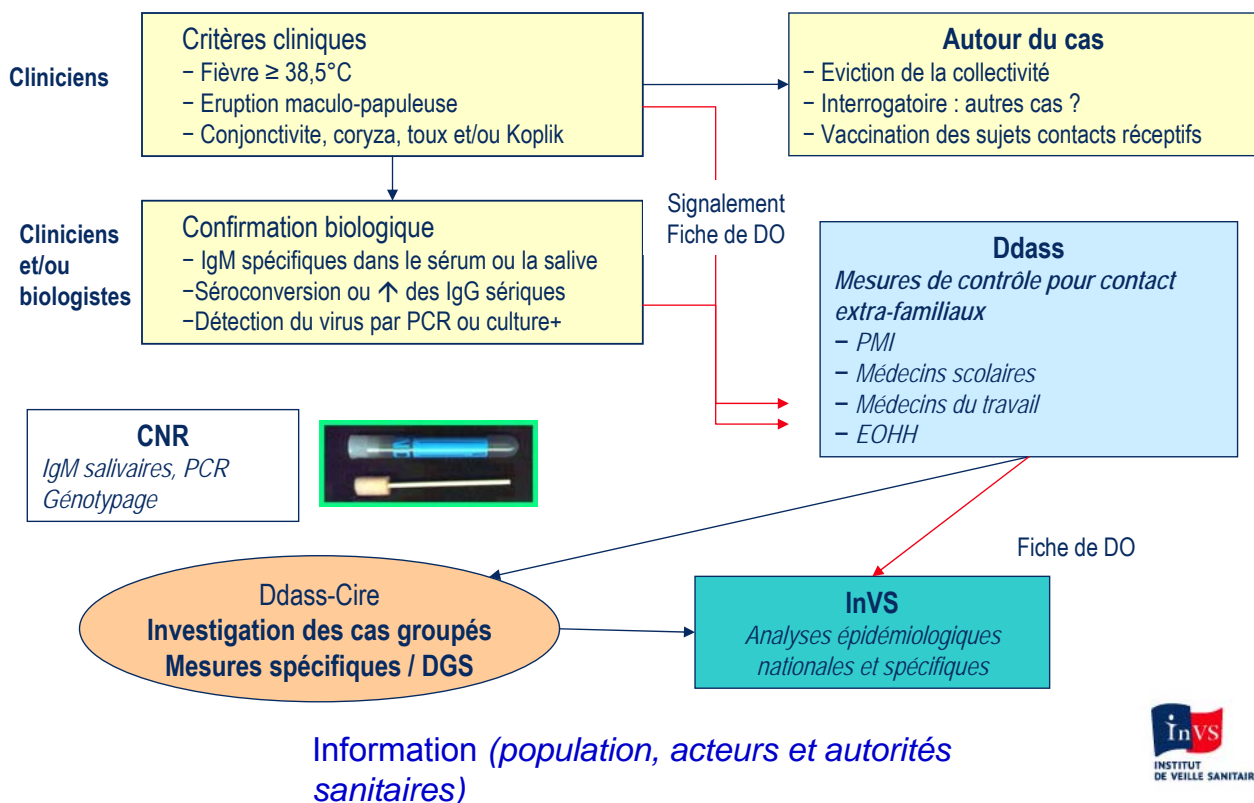 Cliniciens
Critères cliniques
− Fièvre ≥ 38,5°C
− Eruption maculo-papuleuse
− Conjonctivite, coryza, toux et/ou Koplik
Autour du cas
− Eviction de la collectivité
− Interrogatoire : autres cas ?
− Vaccination des sujets contacts réceptifs
Cliniciens
et/ou
biologistes
Confirmation biologique
− IgM spécifiques dans le sérum ou la salive
−Séroconversion ou ↑ des IgG sériques
−Détection du virus par PCR ou culture+
Signalement
Fiche de DO
Ddass
Mesures de contrôle pour contact
extra-familiaux
− PMI
− Médecins scolaires
− Médecins du travail
− EOHH
CNR
IgM salivaires, PCR
Génotypage
Fiche de DO
Ddass-Cire
Investigation des cas groupés
Mesures spécifiques / DGS
InVS
Analyses épidémiologiques
nationales et spécifiques
Information (population, acteurs et autorités
sanitaires)
InVS
INSTITUT
DE VEILLE SANITAIR